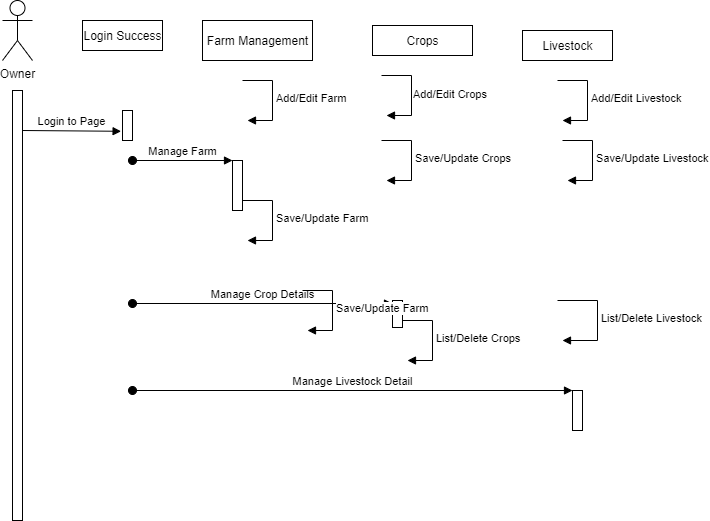 Owner
Login Success
Farm Management
Crops
Livestock
Add/Edit Farm
Add/Edit Crops
Add/Edit Livestock
Login to Page
Manage Farm
Save/Update Crops
Save/Update Livestock
Save/Update Farm
Manage Crop Details
Save/Update Farm
List/Delete Livestock
List/Delete Crops
Manage Livestock Detail